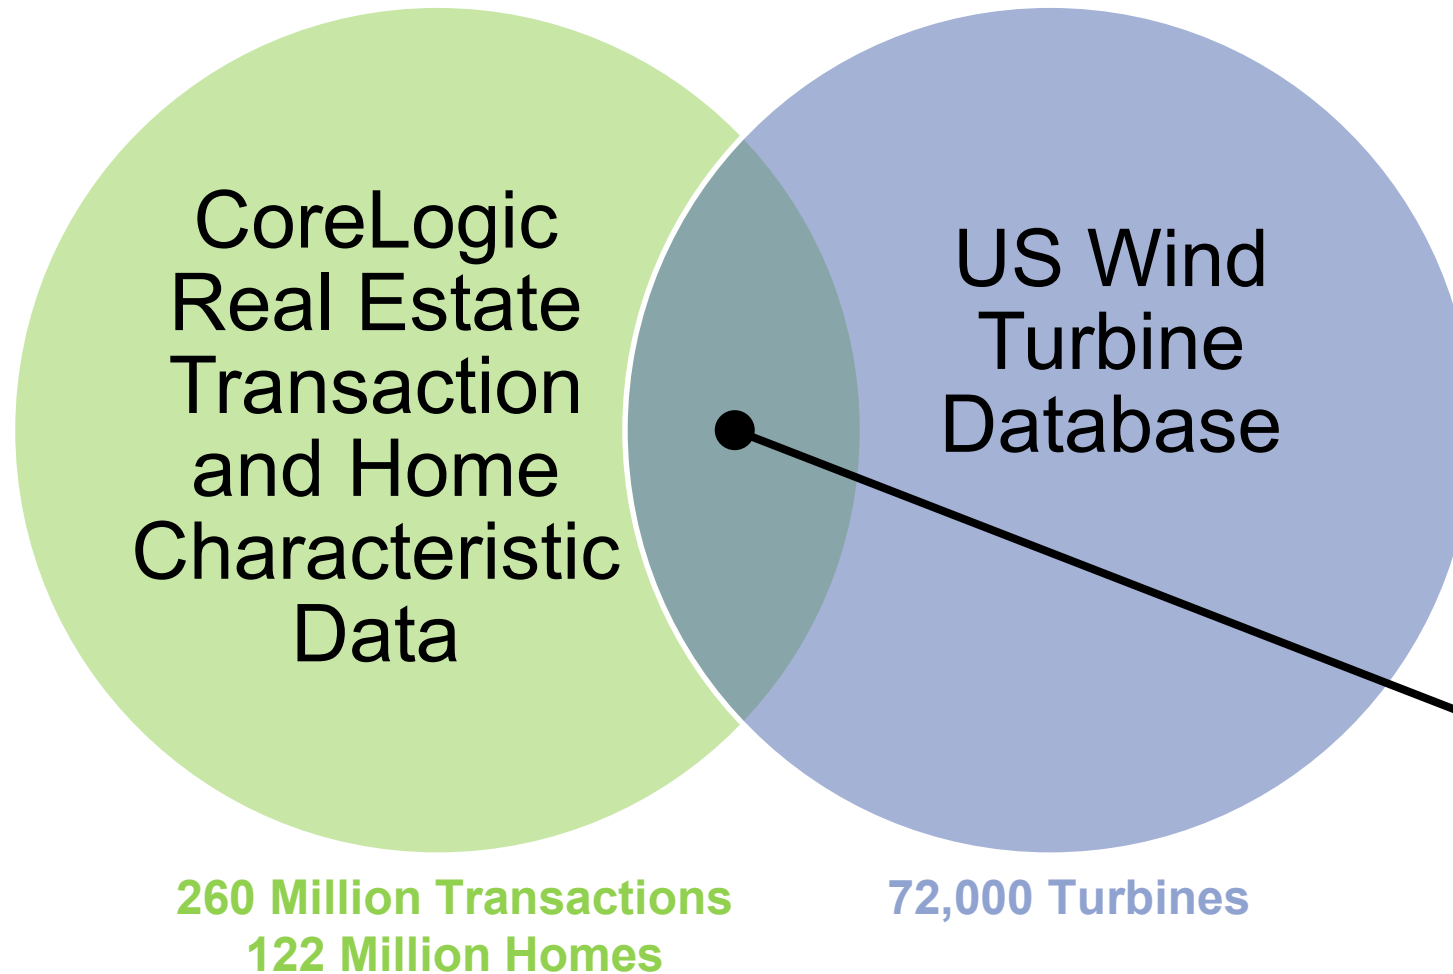 CoreLogic
Real Estate
Transaction
and Home
Characteristic
Data
US Wind
Turbine
Database
260 Million Transactions
122 Million Homes
72,000 Turbines